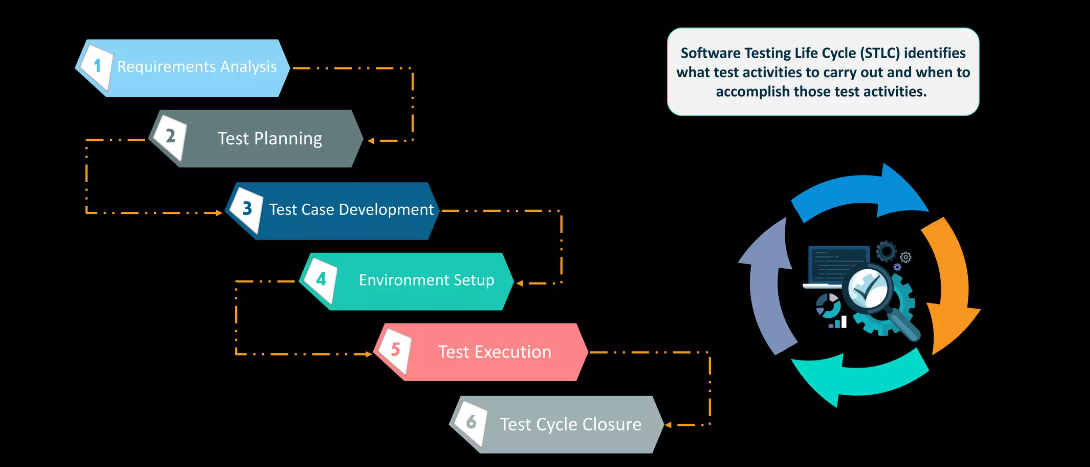 1 Requirements Analysis
2 Test Planning
3 Test Case Development
4 Environment Setup
5 Test Execution
6 Test Cycle Closure
Software Testing Life Cycle (STLC) identifies
what test activities to carry out and when to
accomplish those test activities.